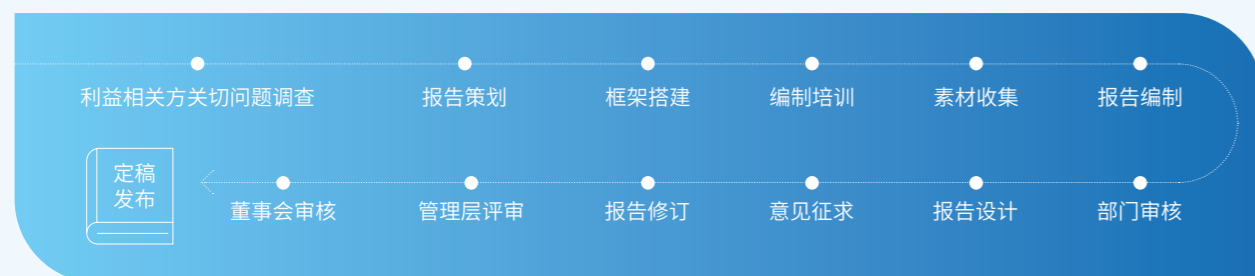 利益相关方关切问题调查
报告策划
框架搭建
编制培训
素材收集
报告编制
部门审核
报告设计
意见征求
报告修订
管理层评审
董事会审核
定稿
发布